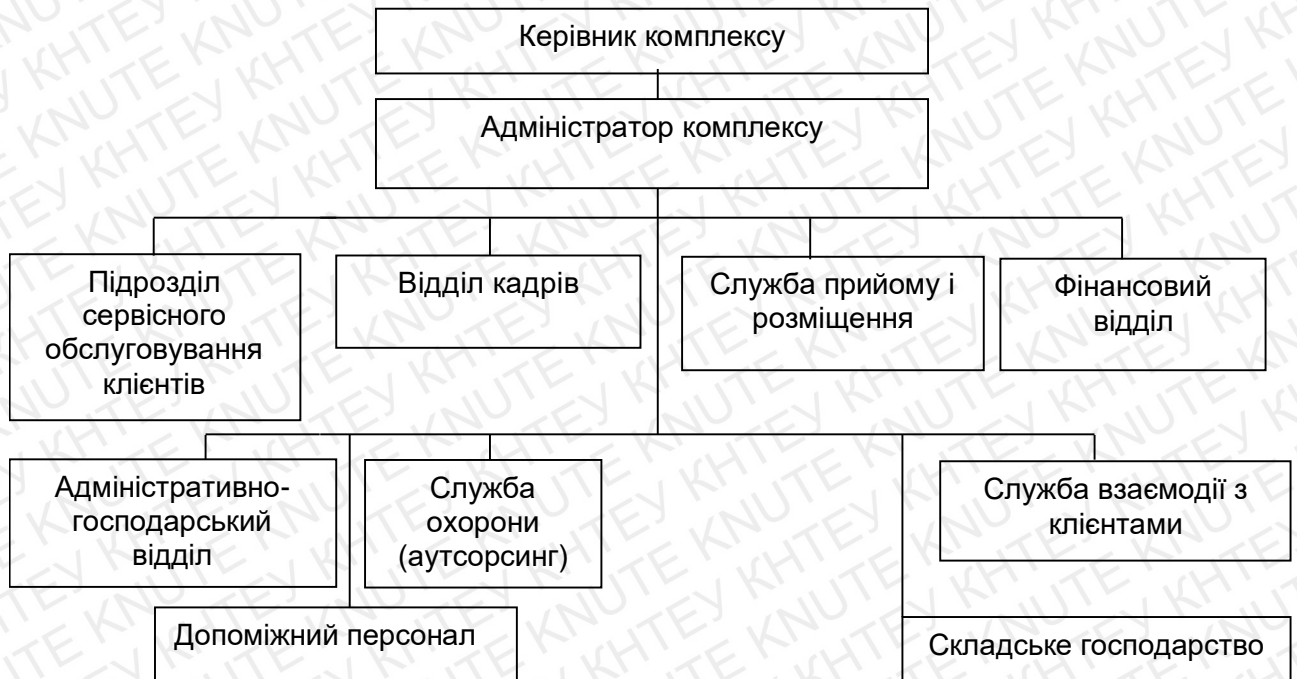 Керівник комплексу
Адміністратор комплексу
Підрозділ
сервісного
обслуговування
клієнтів
Відділ кадрів
Служба прийому і
розміщення
Фінансовий
відділ
Адміністративно-
господарський
відділ
Служба
охорони
(аутсорсинг)
Служба взаємодії з
клієнтами
Допоміжний персонал
Складське господарство